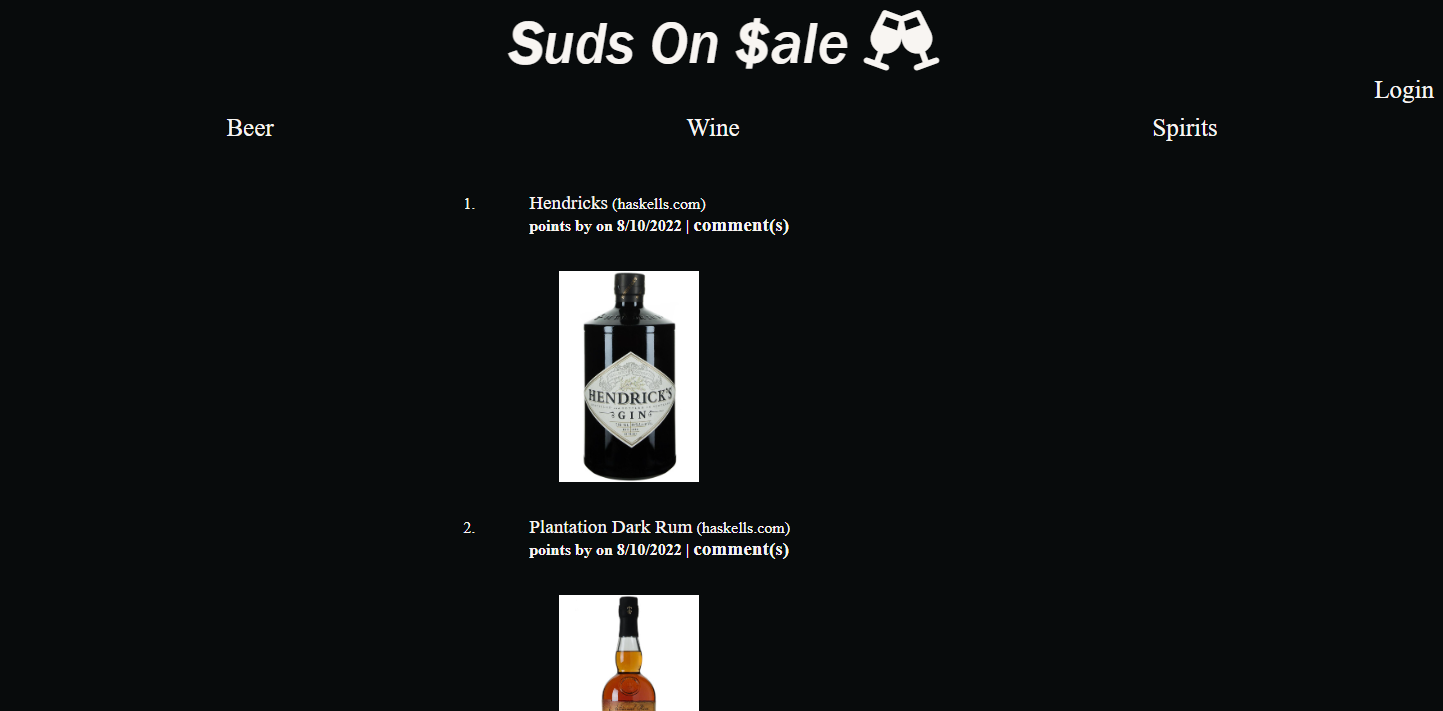 Suds On $ale
Login
Beer Wine Spirits
1. Hendricks (haskells.com)
points by on 8/10/2022 | comment(s)
HENDRICK'S
GIN
2. Plantation Dark Rum (haskells.com)
points by on 8/10/2022 | comment(s)